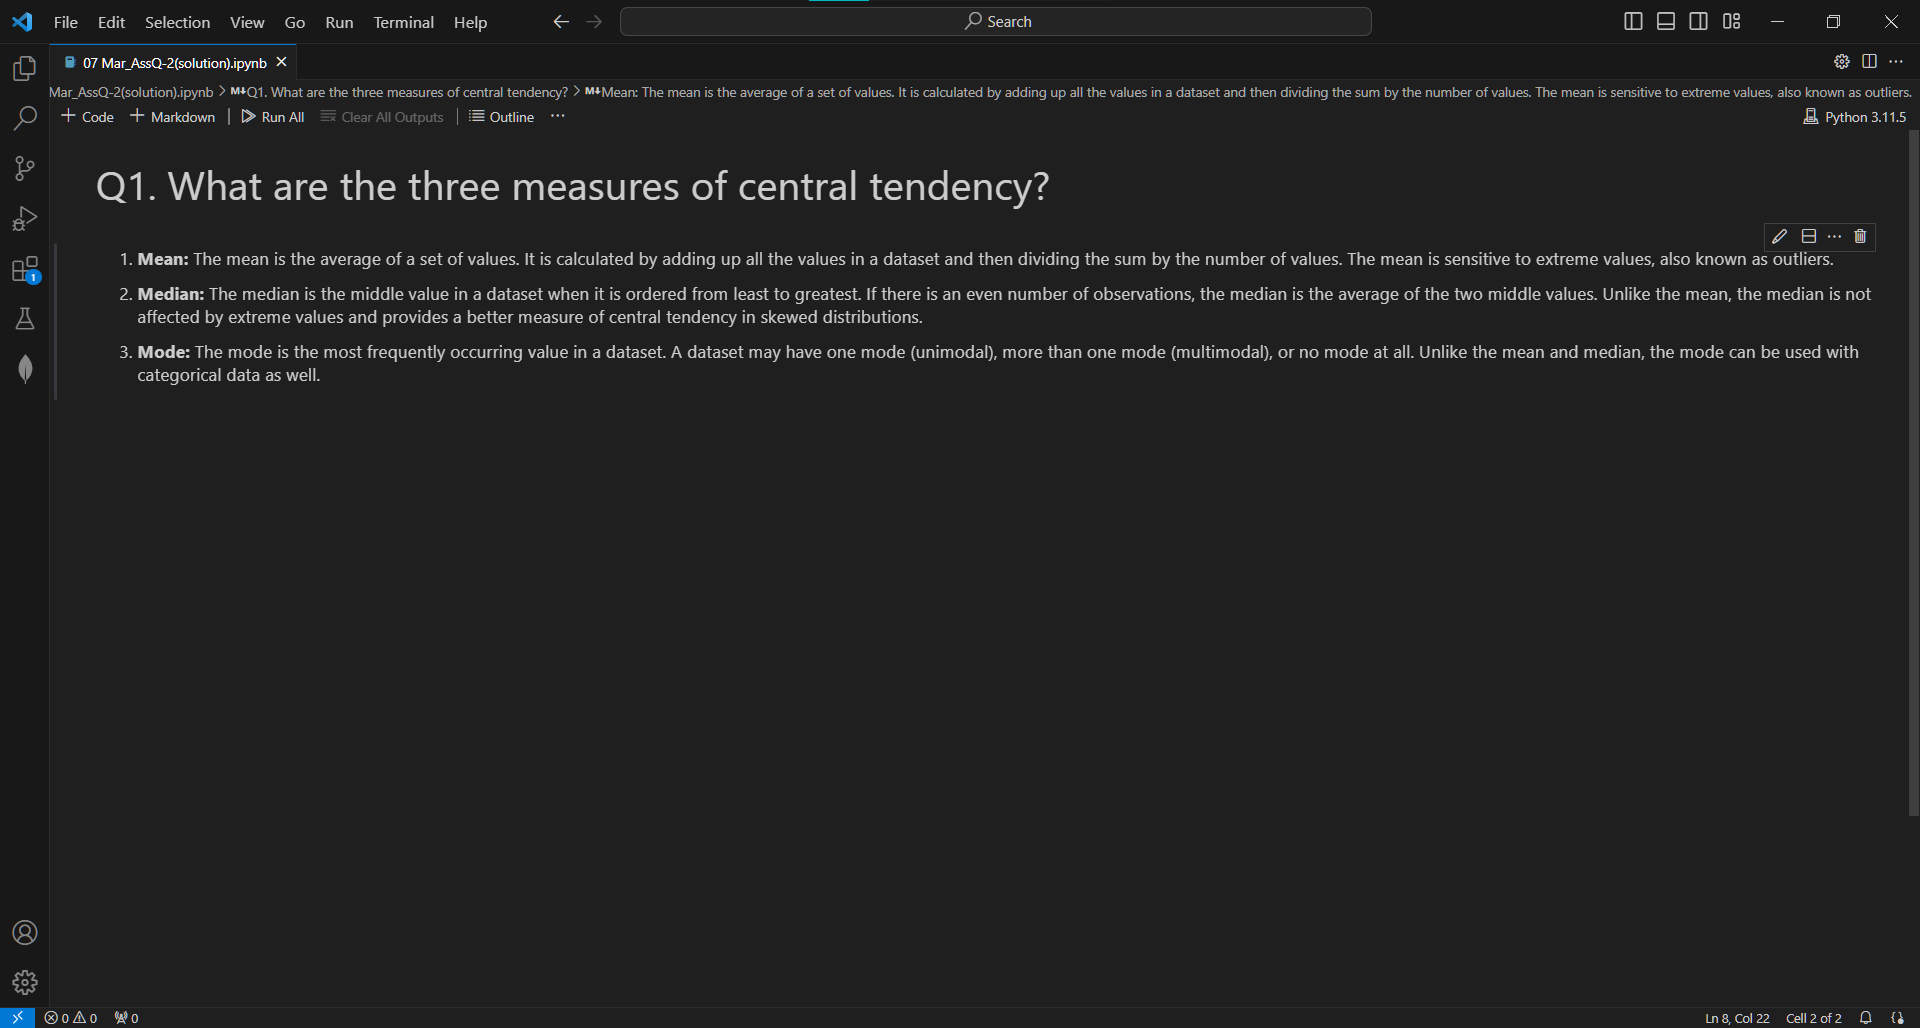 File Edit Selection View Go Run Terminal Help Search
07 Mar_AssQ-2(solution).ipynb
Mar_AssQ-2(solution).ipynb > M↓Q1. What are the three measures of central tendency? > M↓Mean: The mean is the average of a set of values. It is calculated by adding up all the values in a dataset and then dividing the sum by the number of values. The mean is sensitive to extreme values, also known as outliers.
+ Code + Markdown | Run All Clear All Outputs | Outline ··· Python 3.11.5
Q1. What are the three measures of central tendency?
1. Mean: The mean is the average of a set of values. It is calculated by adding up all the values in a dataset and then dividing the sum by the number of values. The mean is sensitive to extreme values, also known as outliers.
2. Median: The median is the middle value in a dataset when it is ordered from least to greatest. If there is an even number of observations, the median is the average of the two middle values. Unlike the mean, the median is not
affected by extreme values and provides a better measure of central tendency in skewed distributions.
3. Mode: The mode is the most frequently occurring value in a dataset. A dataset may have one mode (unimodal), more than one mode (multimodal), or no mode at all. Unlike the mean and median, the mode can be used with
categorical data as well.
1
0 0 0 Ln 8, Col 22 Cell 2 of 2